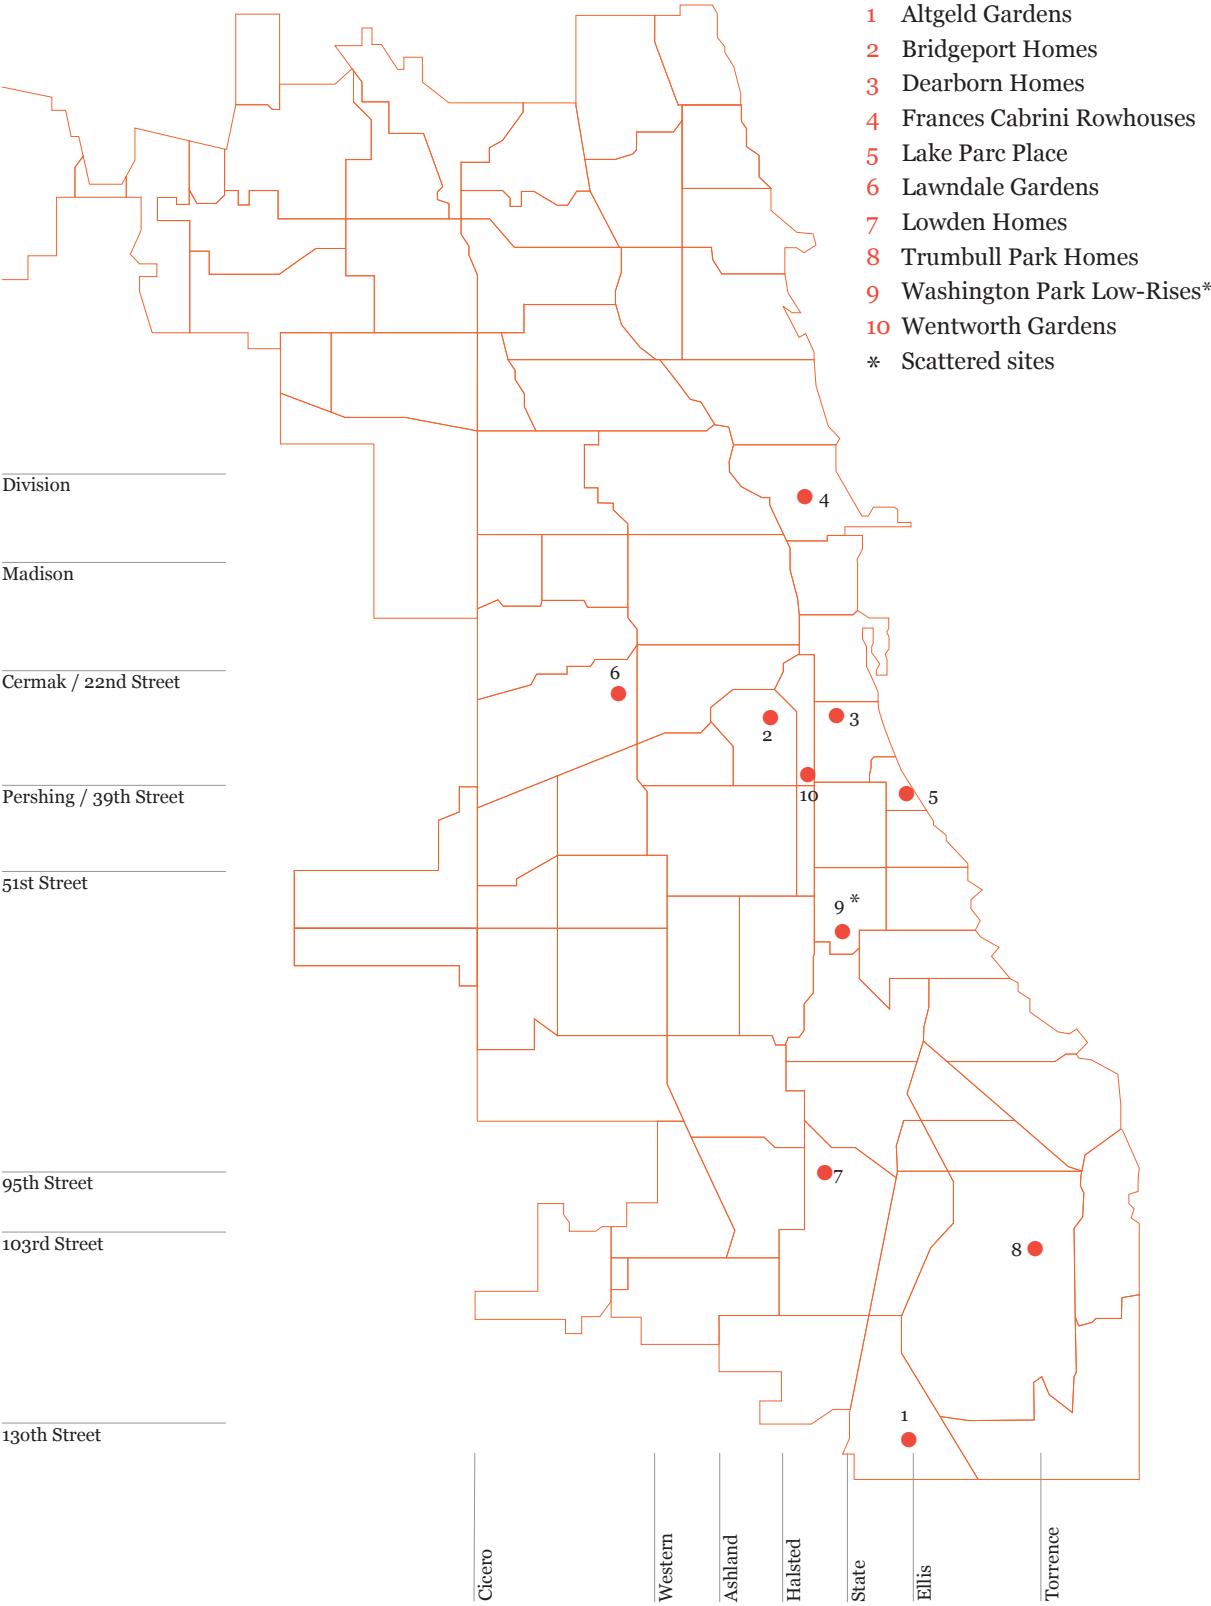 1 Altgeld Gardens
2 Bridgeport Homes
3 Dearborn Homes
4 Frances Cabrini Rowhouses
5 Lake Parc Place
6 Lawndale Gardens
7 Lowden Homes
8 Trumbull Park Homes
9 Washington Park Low-Rises*
10 Wentworth Gardens
* Scattered sites
Division
4
Madison
Cermak / 22nd Street
6
3
2
Pershing / 39th Street
10
5
51st Street
9 *
95th Street
7
103rd Street
8
130th Street
1
Cicero
Western
Ashland
Halsted
State
Ellis
Torrence